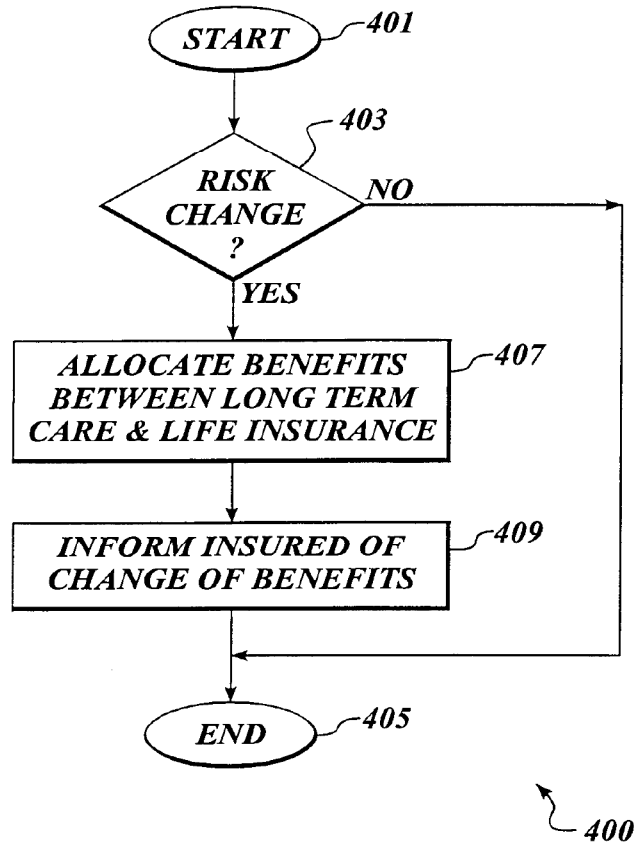 START
401
403
RISK
CHANGE
?
NO
YES
ALLOCATE BENEFITS
BETWEEN LONG TERM
CARE & LIFE INSURANCE
407
INFORM INSURED OF
CHANGE OF BENEFITS
409
END
405
400